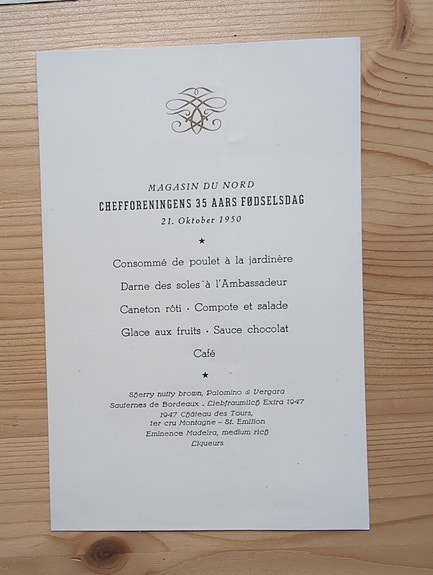 MAGASIN DU NORD
CHEFFORENINGENS 35 AARS FØDSELSDAG
21. Oktober 1950
★
Consommé de poulet à la jardinère
Darne des soles à l'Ambassadeur
Caneton rôti · Compote et salade
Glace aux fruits · Sauce chocolat
Café
★
Sherry nutty brown, Palomino & Vergara
Sauternes de Bordeaux . Liebfraumilch Extra 1947
1947 Château des Tours,
1er cru Montagne – St. Emilion
Eminence Madeira, medium rich
Liqueurs